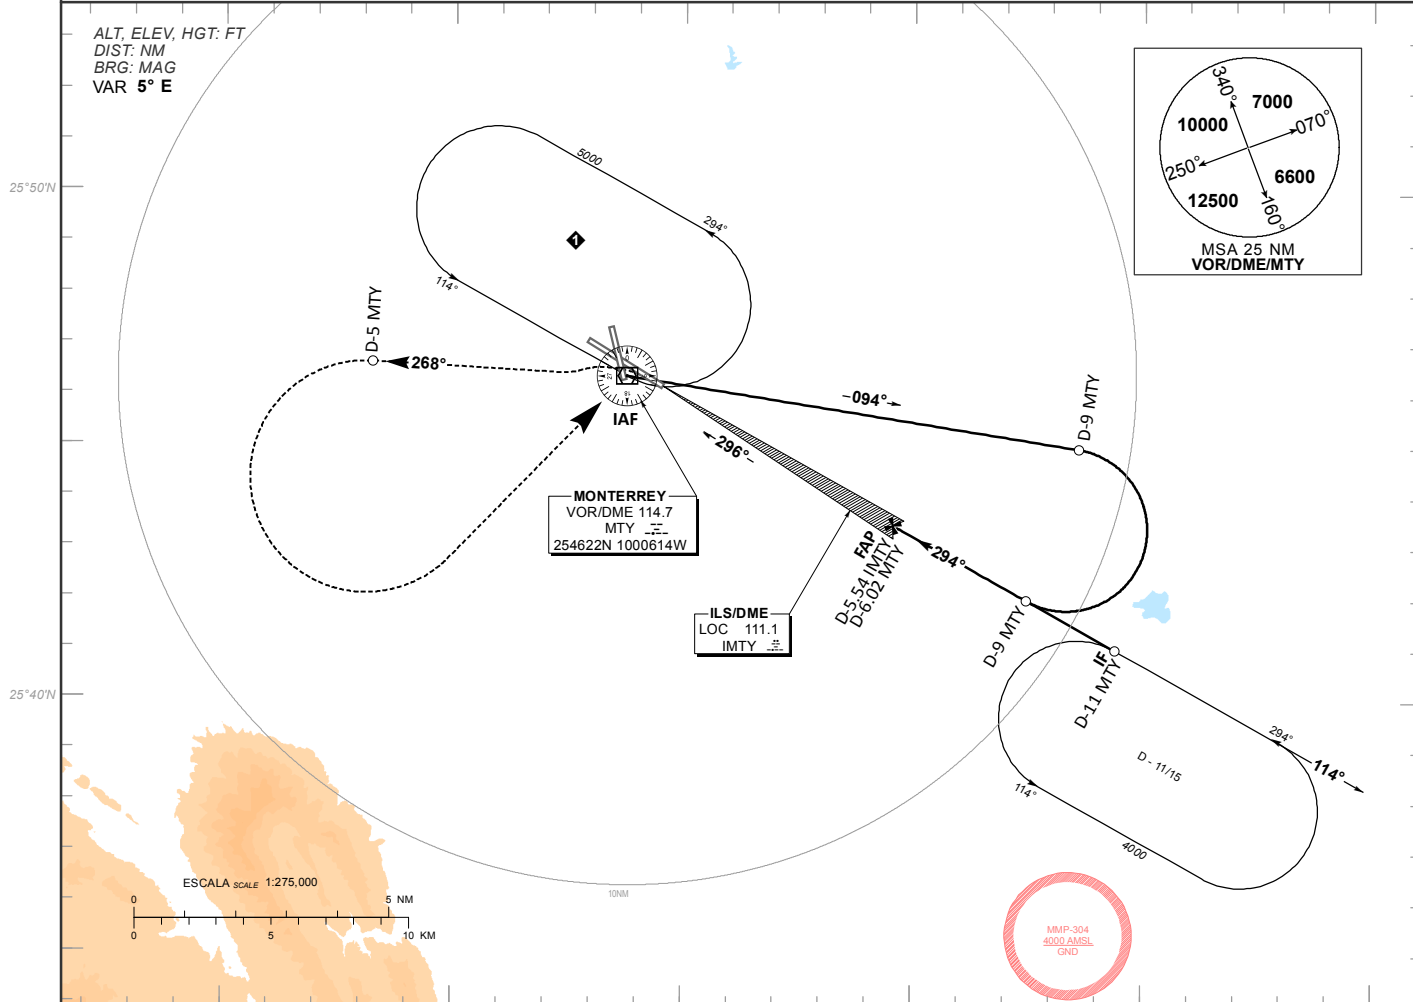 ALT, ELEV, HGT: FT
DIST: NM
BRG: MAG
VAR 5° E
340°
7000
070°
10000
250°
6600
12500
160°
MSA 25 NM
VOR/DME/MTY
25°50'N
5000
294°
1
114°
D-5 MTY
268°
IAF
094°
D-9 MTY
296°
MONTERREY
VOR/DME 114.7
MTY
254622N 1000614W
FAP
D-5.54 IMTY
D-6.02 MTY
294°
ILS/DME
LOC 111.1
IMTY
D-9 MTY
IF
D-11 MTY
25°40'N
294°
114°
D - 11/15
114°
4000
ESCALA SCALE 1:275,000
0 5 NM
0 5 10 KM
10NM
MMP-304
4000 AMSL
GND